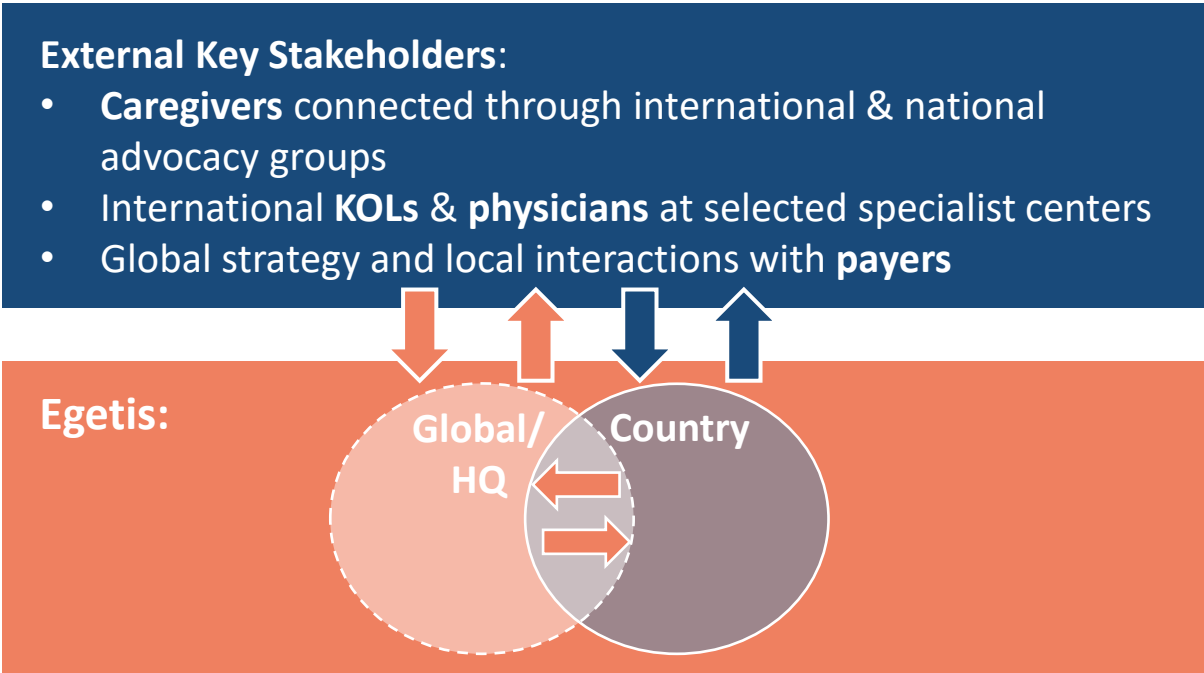 External Key Stakeholders:
• Caregivers connected through international & national
advocacy groups
• International KOLs & physicians at selected specialist centers
• Global strategy and local interactions with payers
Egetis:
Global/
HQ
Country